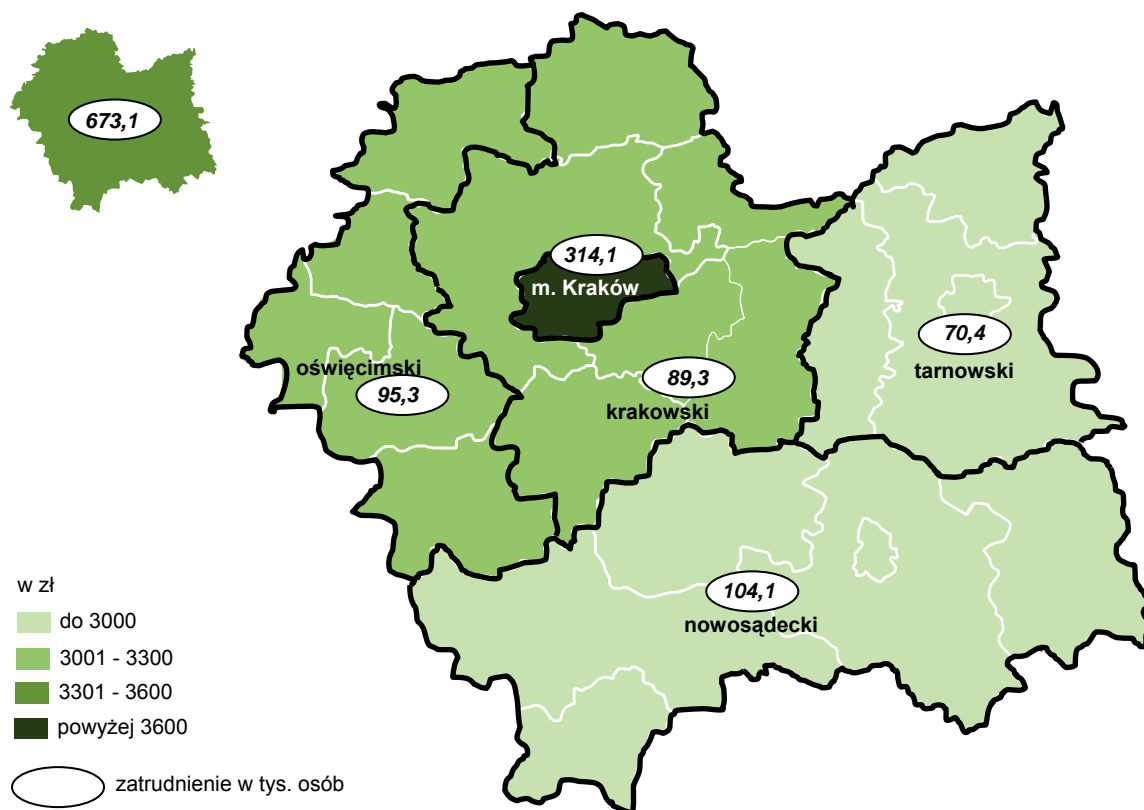 673,1
314,1
m. Kraków
70,4
tarnowski
oświęcimski
95,3
89,3
krakowski
104,1
nowosądecki
w zł
do 3000
3001 - 3300
3301 - 3600
powyżej 3600
zatrudnienie w tys. osób